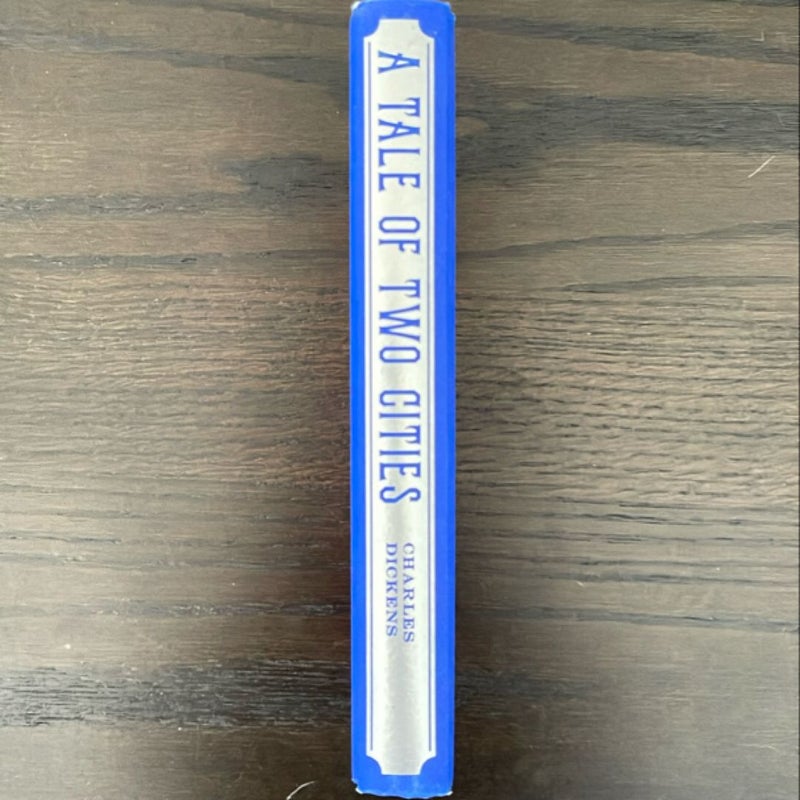 A TALE OF TWO CITIES
CHARLES
DICKENS